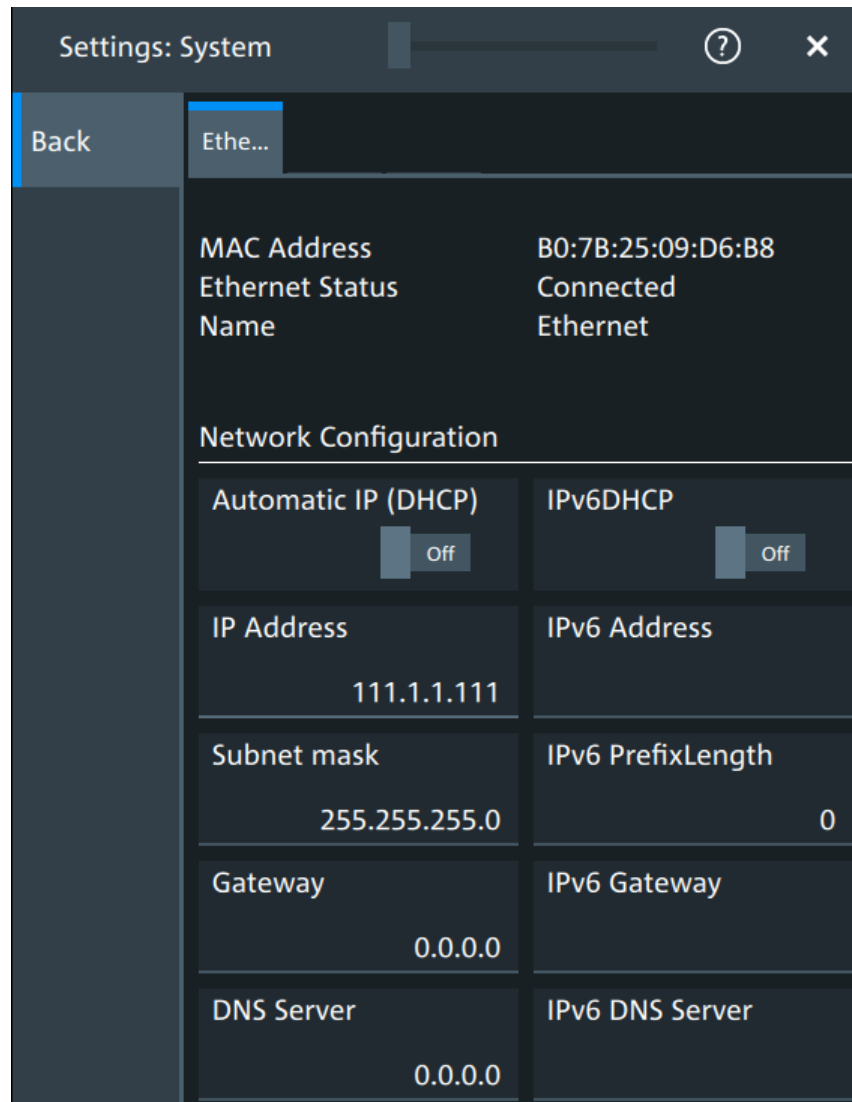 Settings: System
?
Back
Ethe...
MAC Address B0:7B:25:09:D6:B8
Ethernet Status Connected
Name Ethernet
Network Configuration
Automatic IP (DHCP) IPv6DHCP
Off Off
IP Address IPv6 Address
111.1.1.111
Subnet mask IPv6 PrefixLength
255.255.255.0 0
Gateway IPv6 Gateway
0.0.0.0
DNS Server IPv6 DNS Server
0.0.0.0